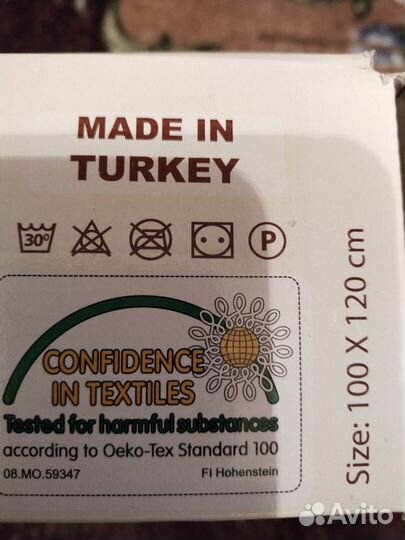 MADE IN
TURKEY
30°
P
CONFIDENCE
IN TEXTILES
Tested for harmful substances
according to Oeko-Tex Standard 100
08.MO.59347 FI Hohenstein
Size: 100 X 120 cm
Avito